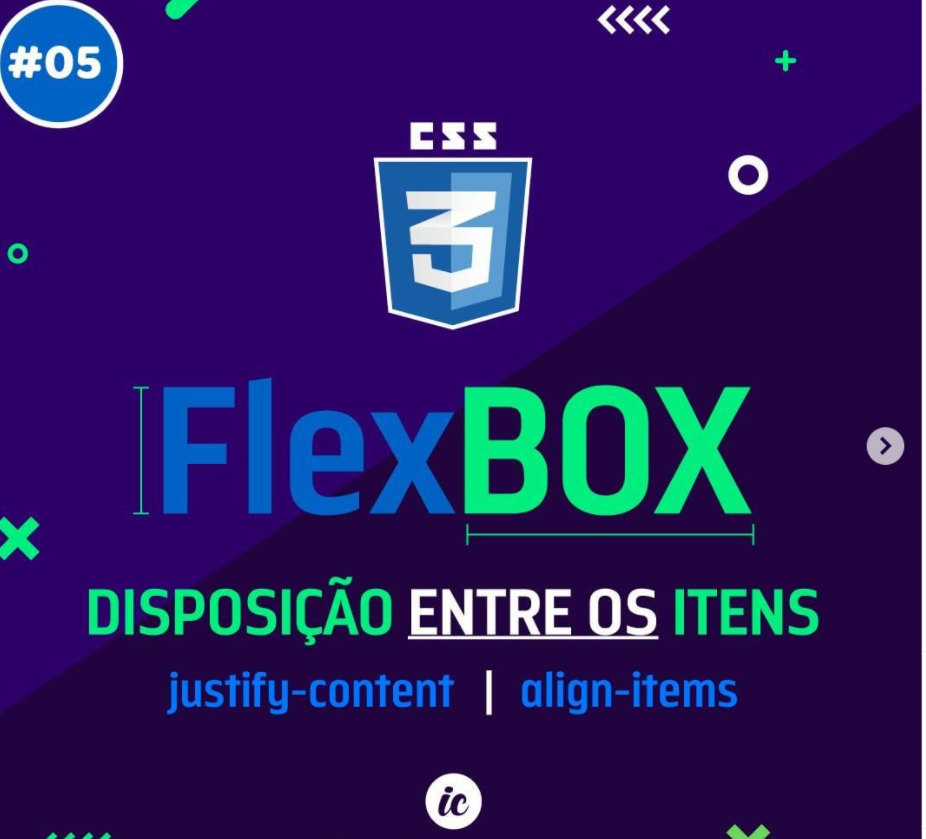 #05
CSS
3
FlexBOX
DISPOSIÇÃO ENTRE OS ITENS
justify-content | align-items
ic